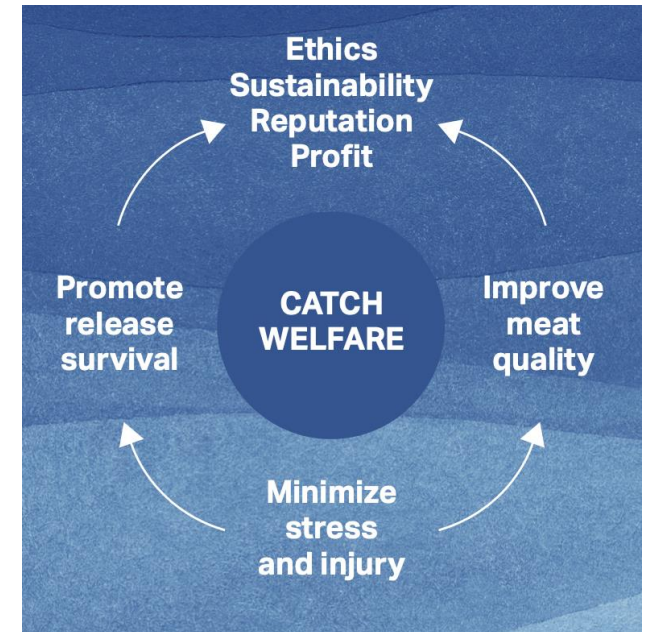 Ethics
Sustainability
Reputation
Profit
Promote
release
survival
CATCH
WELFARE
Improve
meat
quality
Minimize
stress
and injury